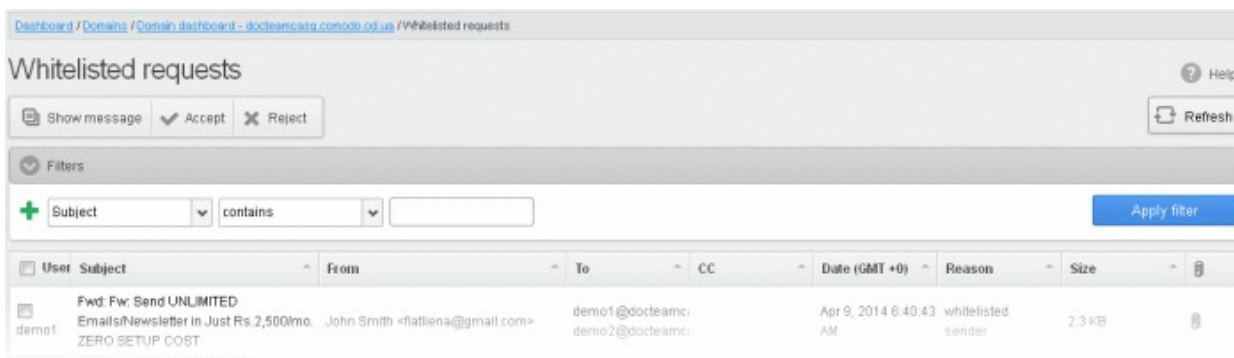 Dashboard / Domains / Domain dashboard - docteamcasg.comodo.od.ua / Whitelisted requests
Whitelisted requests
Help
Show message Accept Reject
Refresh
Filters
Subject contains
Apply filter
User Subject From To CC Date (GMT +0) Reason Size
Fwd: Fw: Send UNLIMITED
Emails/Newsletter in Just Rs.2,500/mo.
ZERO SETUP COST
demo1
John Smith <flatliena@gmail.com>
demo1@docteamc
demo2@docteamc
Apr 9, 2014 6:40:43
AM
whitelisted
sender
2.3 KB